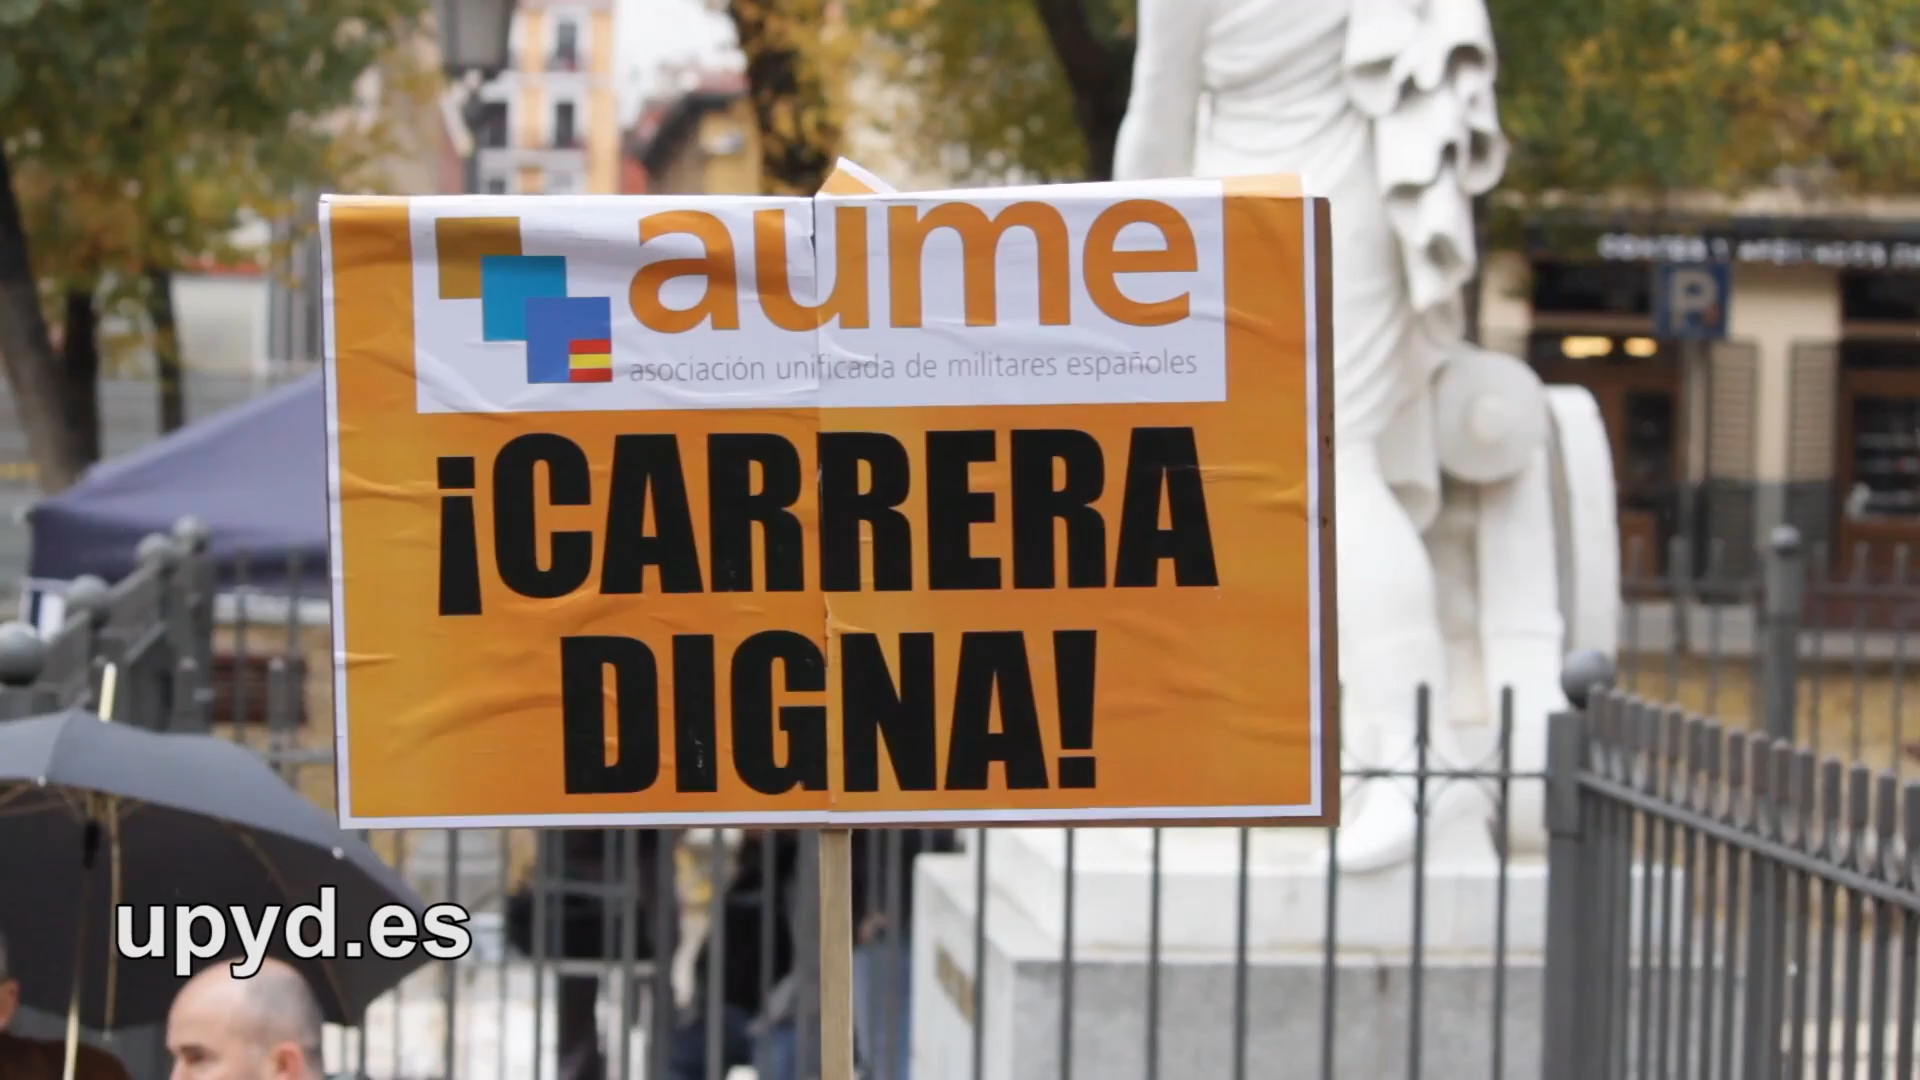 aume
asociación unificada de militares españoles
¡CARRERA
DIGNA!
P
upyd.es